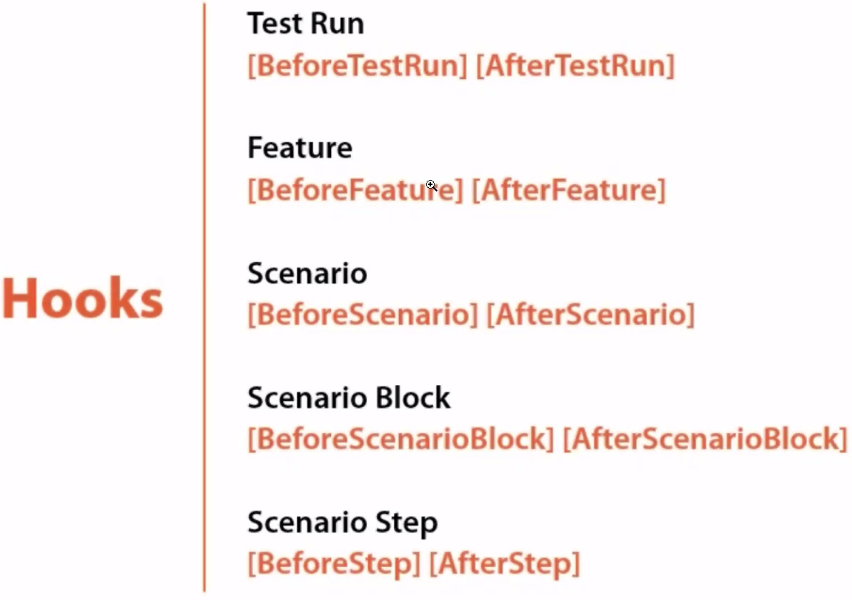 Hooks
Test Run
[BeforeTestRun] [AfterTestRun]
Feature
[BeforeFeature] [AfterFeature]
Scenario
[BeforeScenario] [AfterScenario]
Scenario Block
[BeforeScenarioBlock] [AfterScenarioBlock]
Scenario Step
[BeforeStep] [AfterStep]